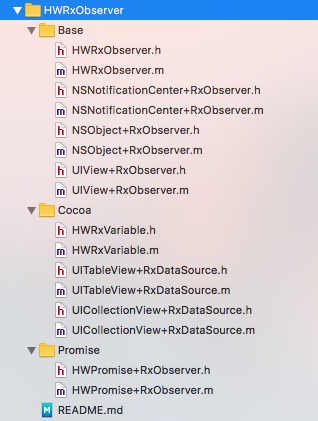 HWRxObserver
Base
h HWRxObserver.h
m HWRxObserver.m
h NSNotificationCenter+RxObserver.h
m NSNotificationCenter+RxObserver.m
h NSObject+RxObserver.h
m NSObject+RxObserver.m
h UIView+RxObserver.h
m UIView+RxObserver.m
Cocoa
h HWRxVariable.h
m HWRxVariable.m
h UITableView+RxDataSource.h
m UITableView+RxDataSource.m
h UICollectionView+RxDataSource.h
m UICollectionView+RxDataSource.m
Promise
h HWPromise+RxObserver.h
m HWPromise+RxObserver.m
M README.md